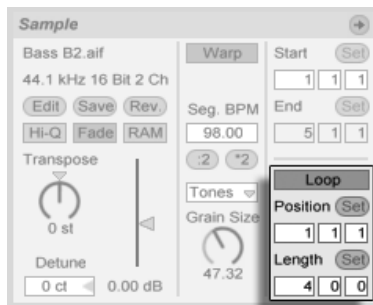 Sample
Bass B2.aif
44.1 kHz 16 Bit 2 Ch
Edit Save Rev.
Hi-Q Fade RAM
Transpose
0 st
Detune
0 ct 0.00 dB
Warp
Seg. BPM
98.00
:2 *2
Tones
Grain Size
47.32
Start Set
1 1 1
End Set
5 1 1
Loop
Position Set
1 1 1
Length Set
4 0 0